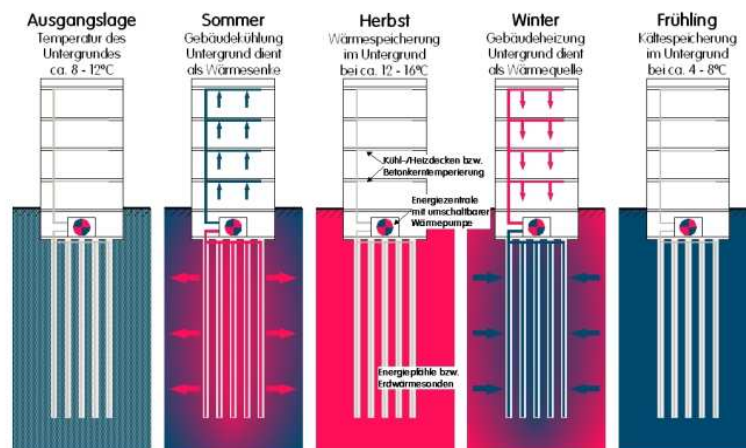 Ausgangslage
Temperatur des
Untergrundes
ca. 8 - 12°C
Sommer
Gebäudekühlung
Untergrund dient
als Wärmesenke
Herbst
Wärmespeicherung
im Untergrund
bei ca. 12 - 16°C
Winter
Gebäudeheizung
Untergrund dient
als Wärmequelle
Frühling
Kältespeicherung
im Untergrund
bei ca. 4 - 8°C
Kühl-/Heizdecken bzw.
Betonkerntemperierung
Energiezentrale
mit umschaltbarer
Wärmepumpe
Energiepfähle bzw.
Erdwärmesonden